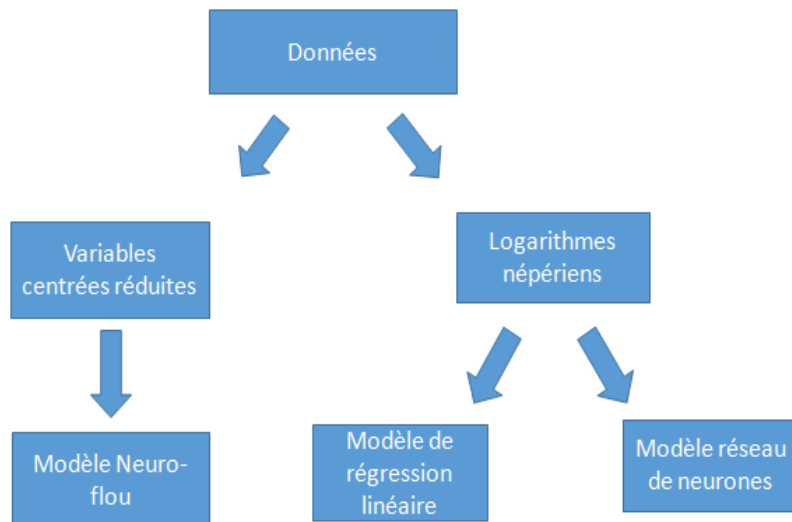 Données
Variables
centrées réduites
Logarithmes
népériens
Modèle Neuro-
flou
Modèle de
régression
linéaire
Modèle réseau
de neurones